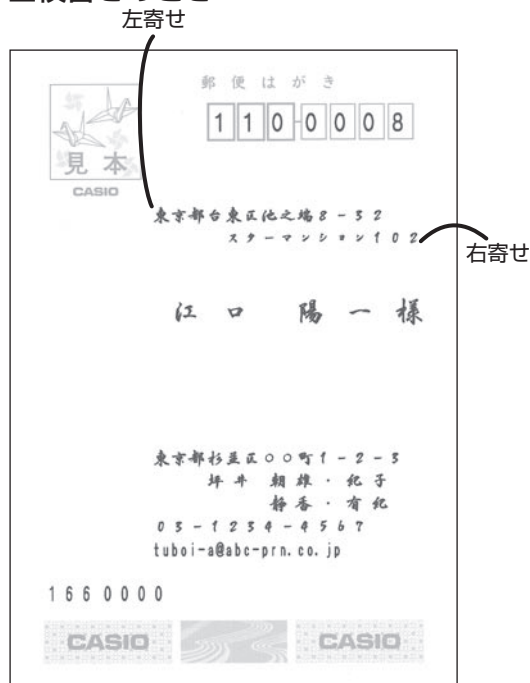 左寄せ
郵便はがき
110-0008
見本
CASIO
東京都台東区池之端8-32
スターマンション102
右寄せ
江口 陽一様
東京都杉並区○○町1-2-3
坪井 朝雄・紀子
静香・有紀
03-1234-4567
tuboi-a@abc-prn.co.jp
1660000
CASIO CASIO